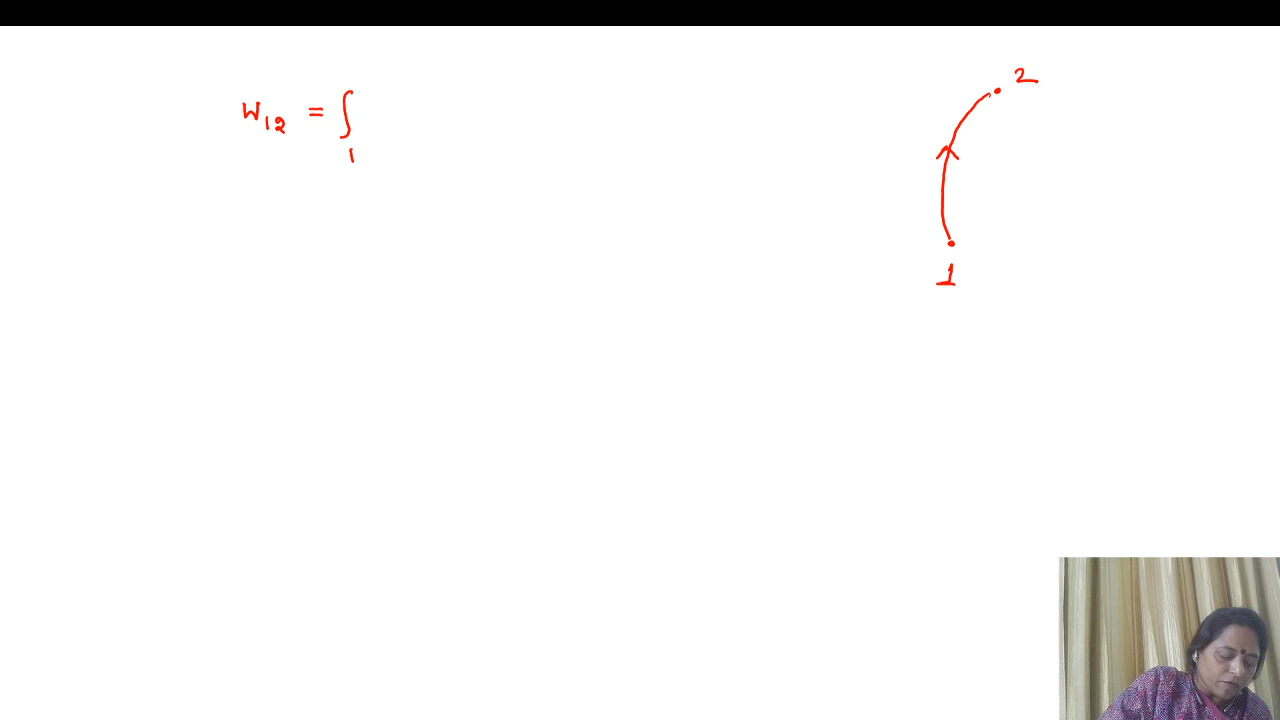 W₁₂ = ∫₁
2
1